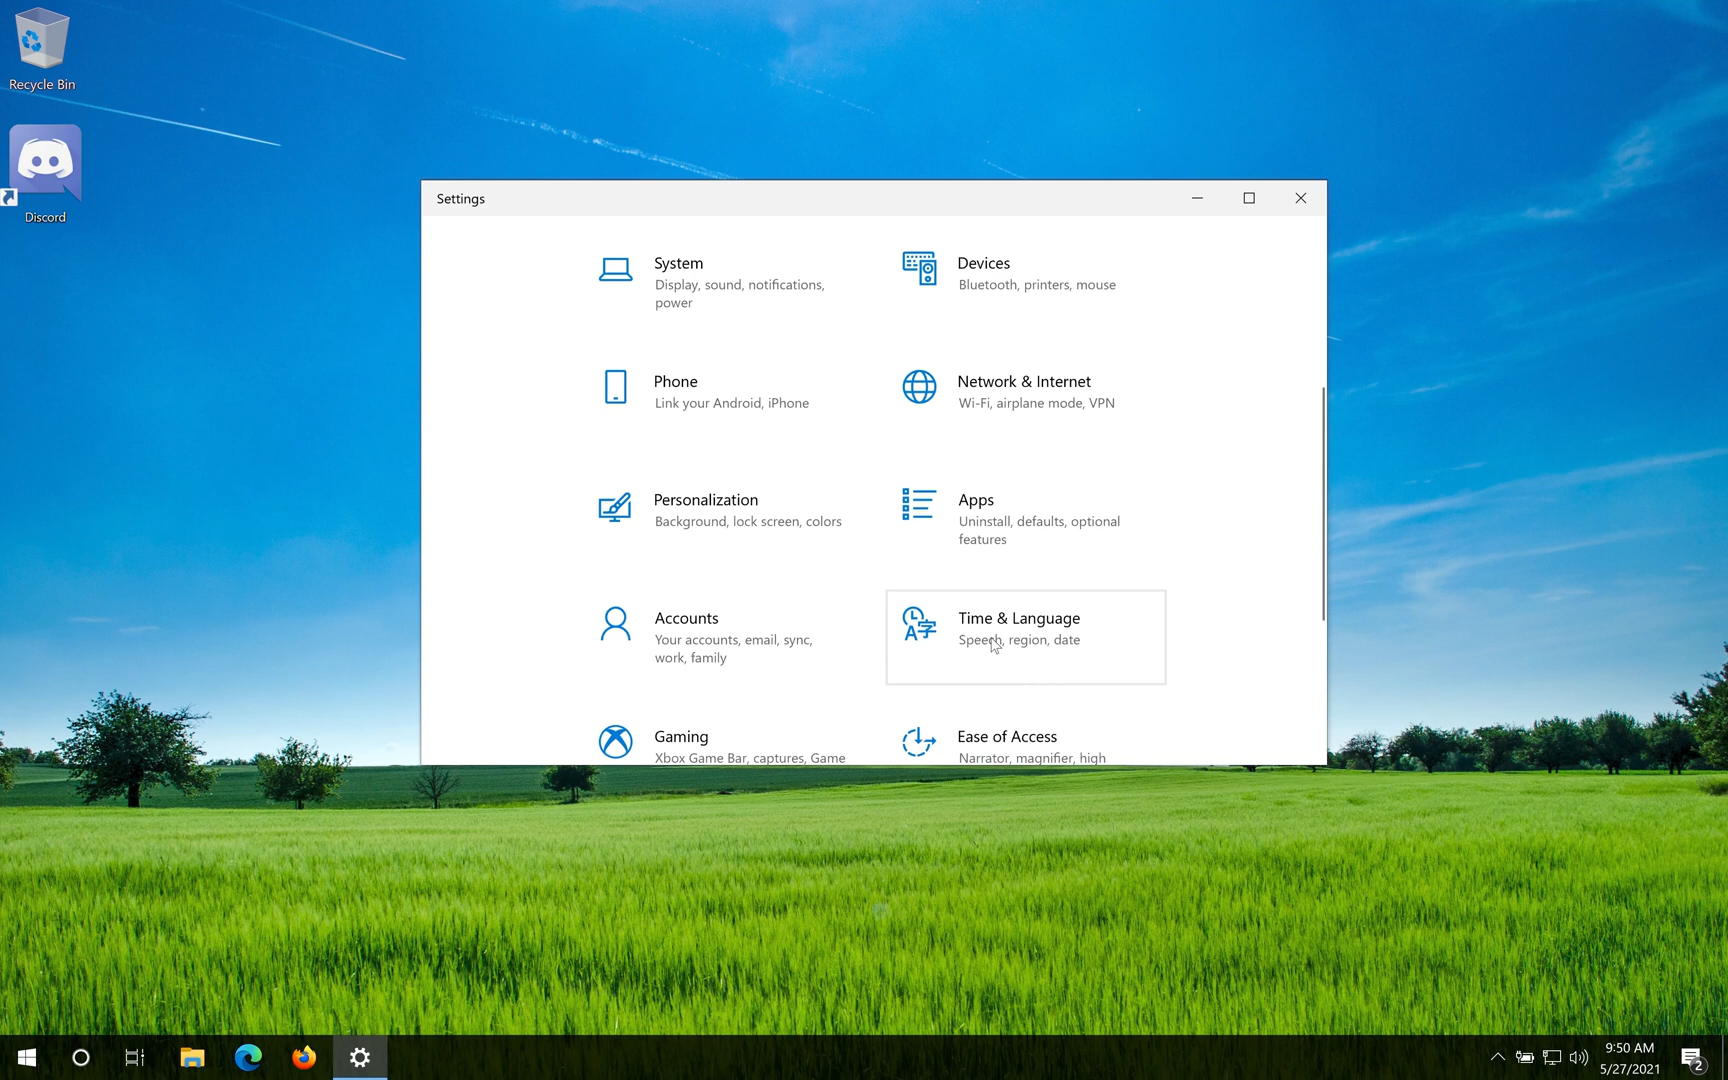 Recycle Bin
Discord
Settings
System
Display, sound, notifications,
power
Devices
Bluetooth, printers, mouse
Phone
Link your Android, iPhone
Network & Internet
Wi-Fi, airplane mode, VPN
Personalization
Background, lock screen, colors
Apps
Uninstall, defaults, optional
features
Accounts
Your accounts, email, sync,
work, family
A字
Time & Language
Speech, region, date
Gaming
Xbox Game Bar, captures, Game
Ease of Access
Narrator, magnifier, high
9:50 AM
5/27/2021
2